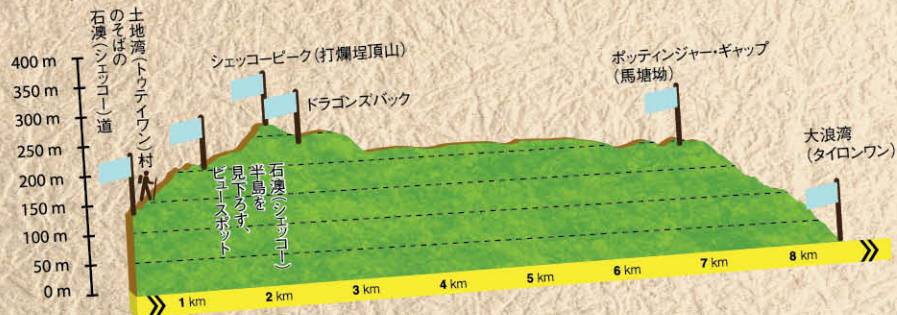 土地湾(トゥテイワン)村
のそばの
石澳(シェッコー)道
400 m
350 m
300 m
250 m
200 m
150 m
100 m
50 m
0 m
石澳(シェッコー)
半島を
見下ろす、
ビュースポット
シェッコーピーク(打爛埕頂山)
ドラゴンズバック
ポッティンジャー・ギャップ
(馬塘坳)
大浪湾
(タイロンワン)
1 km
2 km
3 km
4 km
5 km
6 km
7 km
8 km